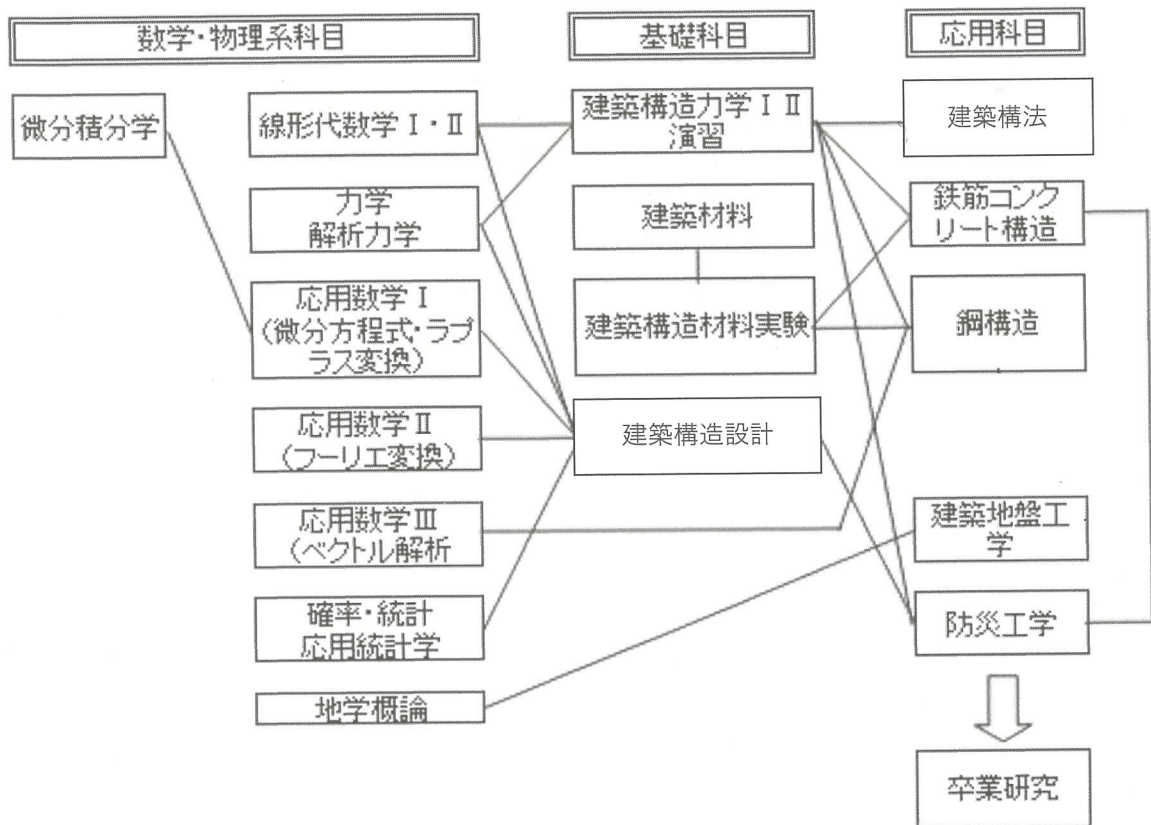 数学・物理系科目
基礎科目
応用科目
微分積分学
線形代数学Ⅰ・Ⅱ
力学
解析力学
応用数学Ⅰ
(微分方程式・ラプ
ラス変換)
応用数学Ⅱ
(フーリエ変換)
応用数学Ⅲ
(ベクトル解析
確率・統計
応用統計学
地学概論
建築構造力学ⅠⅡ
演習
建築材料
建築構造材料実験
建築構造設計
建築構法
鉄筋コンク
リート構造
鋼構造
建築地盤工
学
防災工学
卒業研究